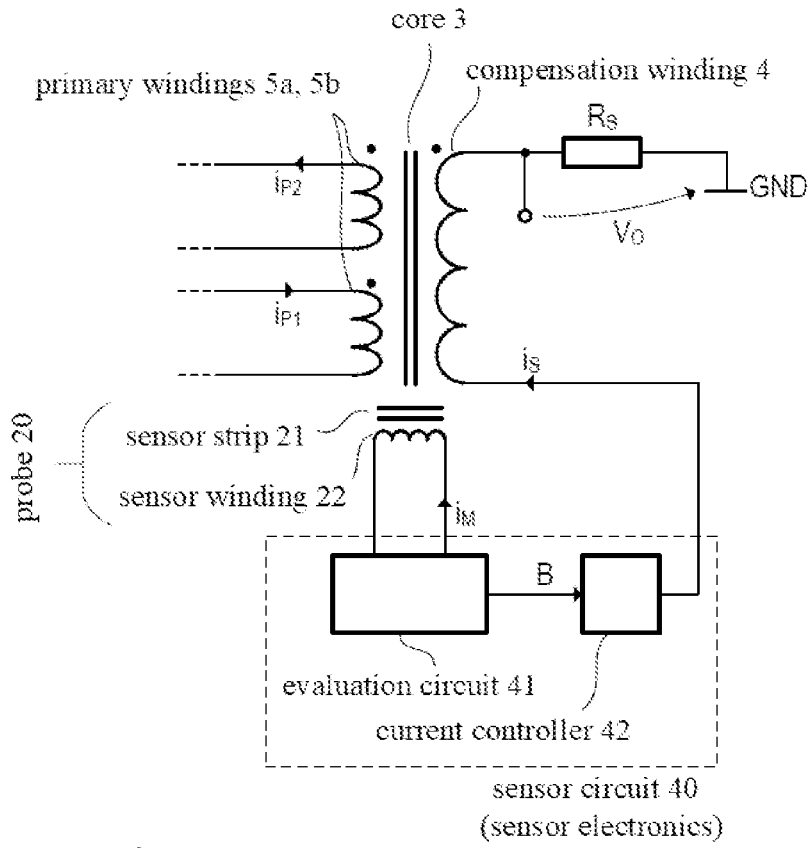 core 3
primary windings 5a, 5b
compensation winding 4
RS
iP2
GND
VO
iP1
iS
sensor strip 21
probe 20
sensor winding 22
iM
B
evaluation circuit 41
current controller 42
sensor circuit 40
(sensor electronics)